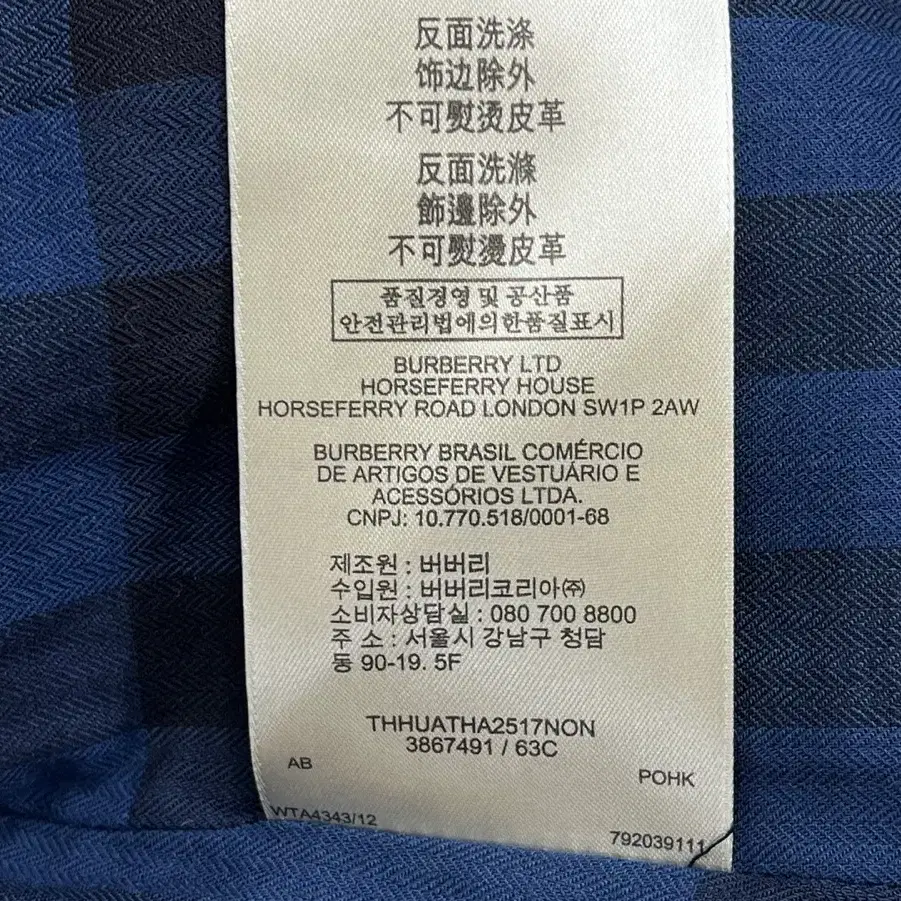 反面洗涤
饰边除外
不可熨烫皮革
反面洗滌
飾邊除外
不可熨燙皮革
품질경영 및 공산품
안전관리법에의한품질표시
BURBERRY LTD
HORSEFERRY HOUSE
HORSEFERRY ROAD LONDON SW1P 2AW
BURBERRY BRASIL COMÉRCIO
DE ARTIGOS DE VESTUÁRIO E
ACESSÓRIOS LTDA.
CNPJ: 10.770.518/0001-68
제조원 : 버버리
수입원 : 버버리코리아㈜
소비자상담실 : 080 700 8800
주 소 : 서울시 강남구 청담
동 90-19. 5F
THHUATHA2517NON
3867491 / 63C
AB
POHK
WTA4343/12
792039111